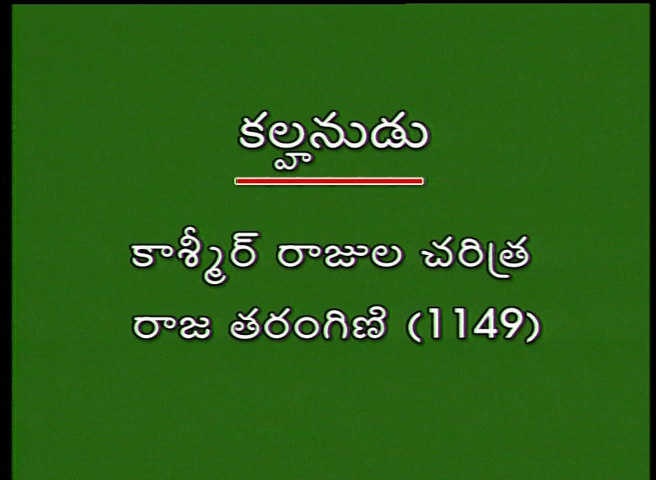 కల్హనుడు
కాశ్మీర్ రాజుల చరిత్ర
రాజ తరంగిణి (1149)